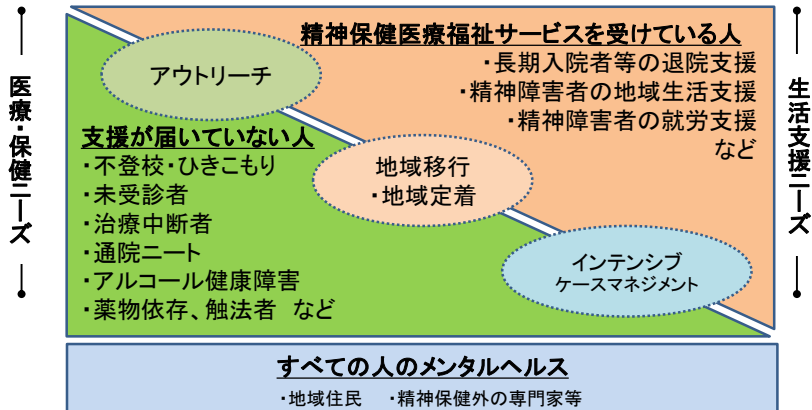 医療・保健ニーズ
アウトリーチ
精神保健医療福祉サービスを受けている人
・長期入院者等の退院支援
・精神障害者の地域生活支援
・精神障害者の就労支援
など
支援が届いていない人
・不登校・ひきこもり
・未受診者
・治療中断者
・通院ニート
・アルコール健康障害
・薬物依存、触法者 など
地域移行
・地域定着
インテンシブ
ケースマネジメント
生活支援ニーズ
すべての人のメンタルヘルス
・地域住民 ・精神保健外の専門家等